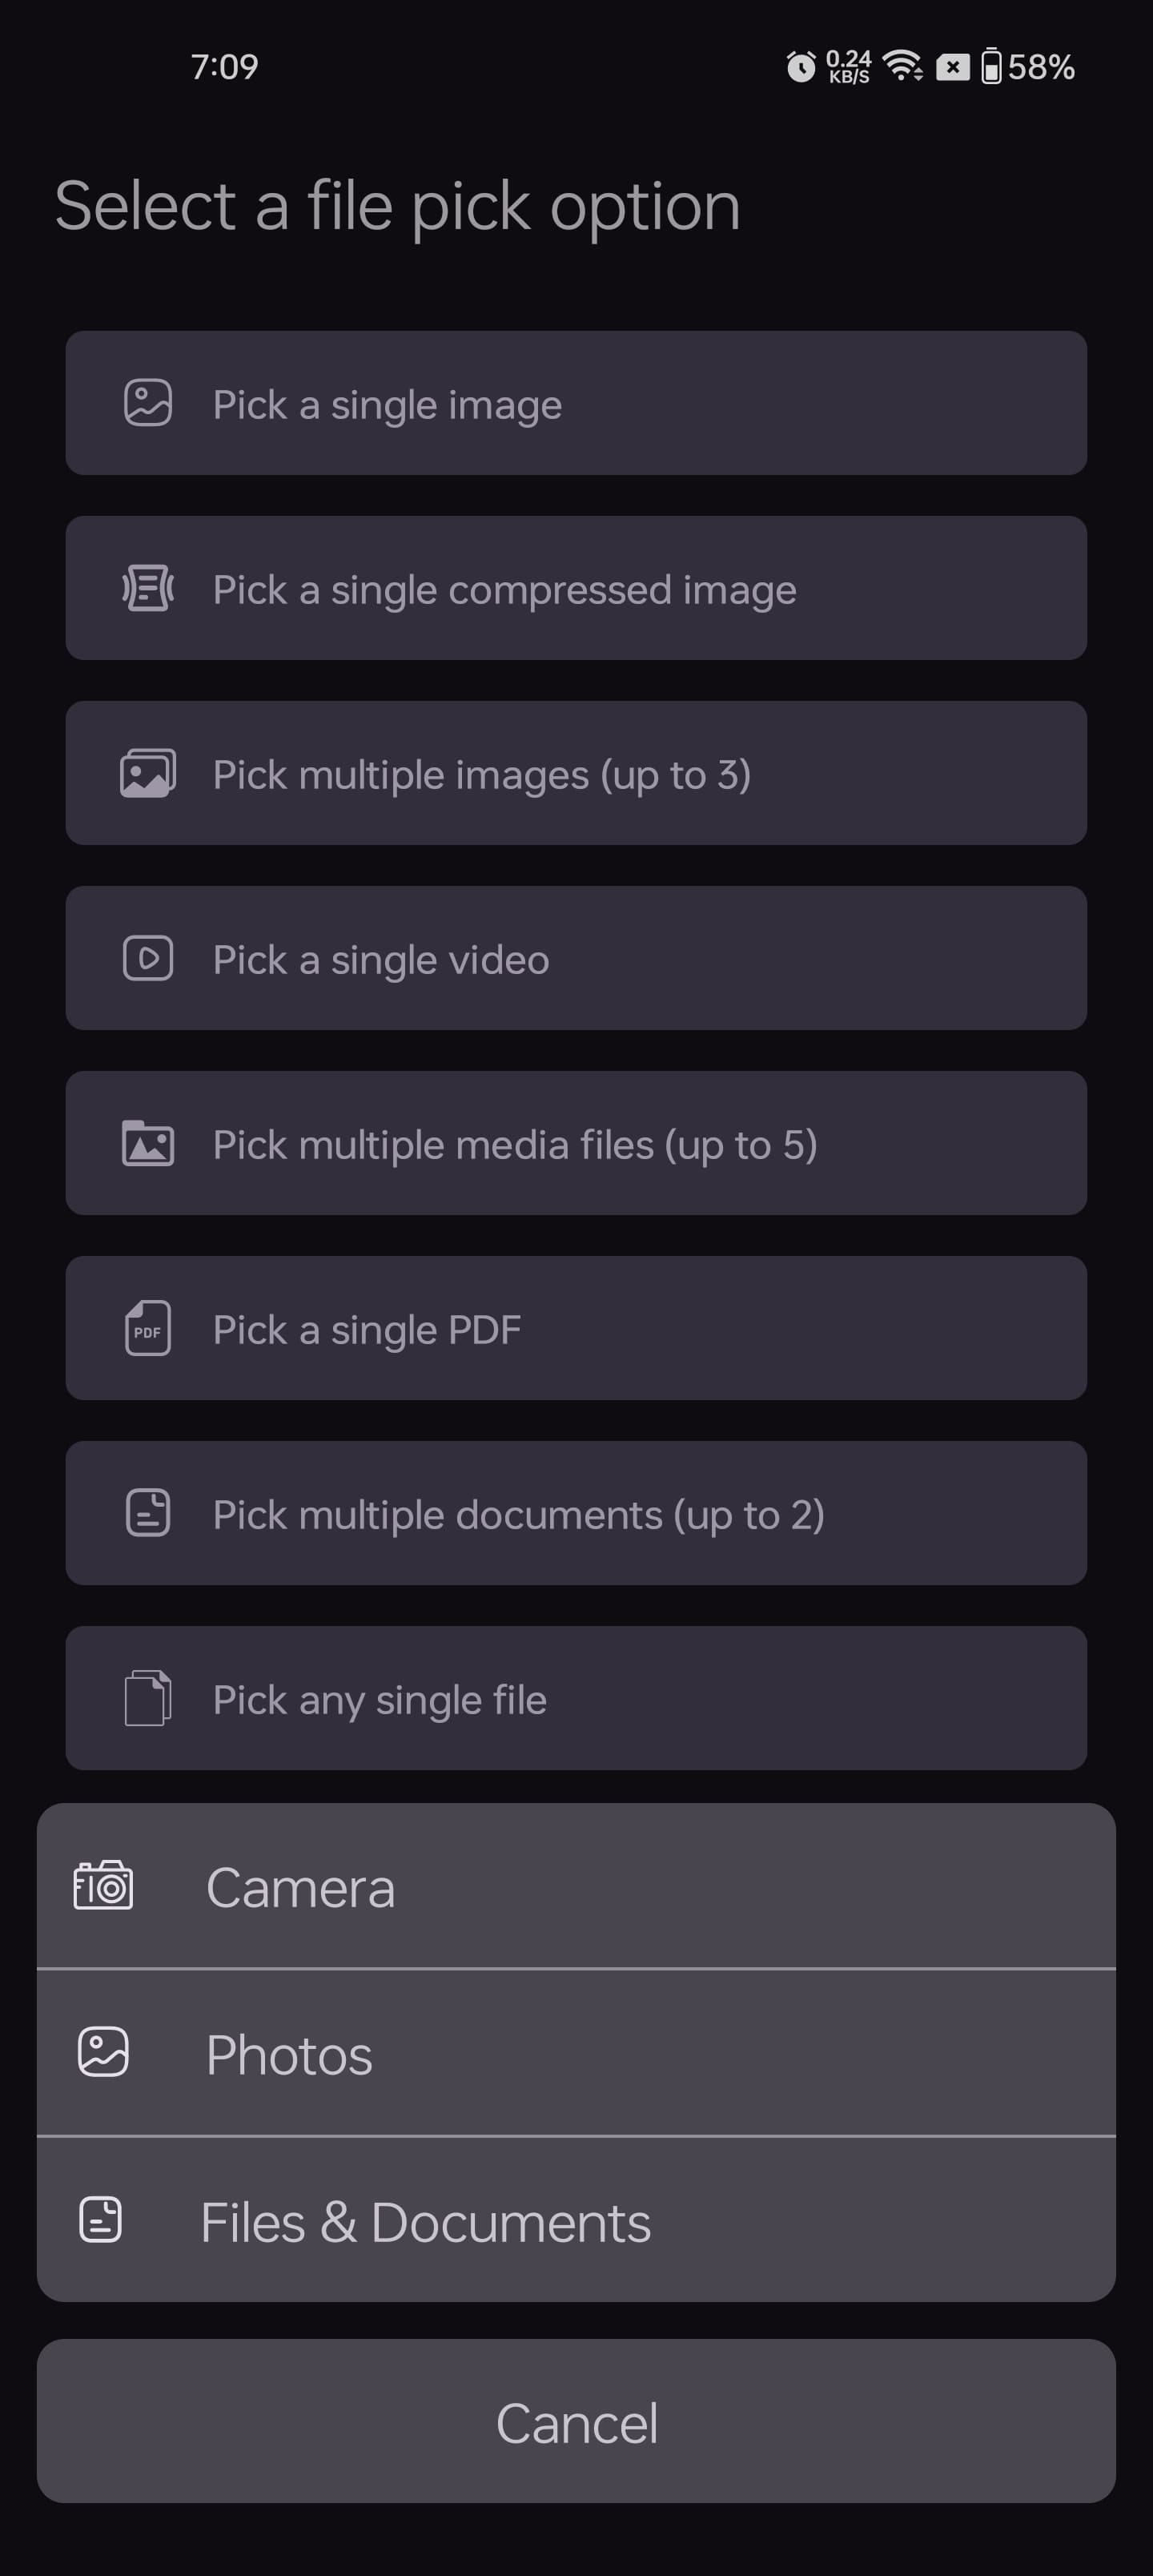 7:09
0.24
KB/S
58%
Select a file pick option
Pick a single image
Pick a single compressed image
Pick multiple images (up to 3)
Pick a single video
Pick multiple media files (up to 5)
PDF
Pick a single PDF
Pick multiple documents (up to 2)
Pick any single file
Camera
Photos
Files & Documents
Cancel